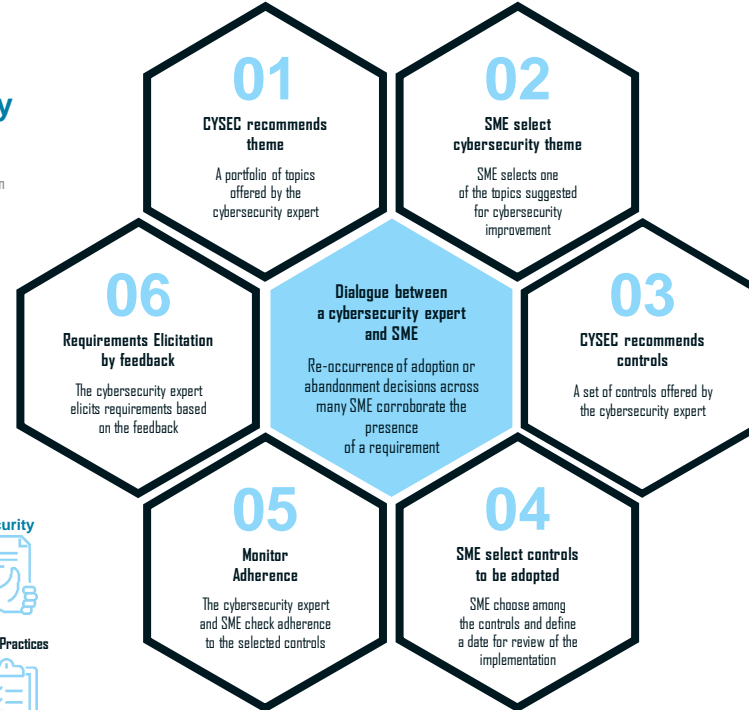 01
CYSEC recommends
theme
A portfolio of topics
offered by the
cybersecurity expert
02
SME select
cybersecurity theme
SME selects one
of the topics suggested
for cybersecurity
improvement
03
CYSEC recommends
controls
A set of controls offered by
the cybersecurity expert
04
SME select controls
to be adopted
SME choose among
the controls and define
a date for review of the
implementation
05
Monitor
Adherence
The cybersecurity expert
and SME check adherence
to the selected controls
06
Requirements Elicitation
by feedback
The cybersecurity expert
elicits requirements based
on the feedback
Dialogue between
a cybersecurity expert
and SME
Re-occurrence of adoption or
abandonment decisions across
many SME corroborate the
presence
of a requirement
Practices